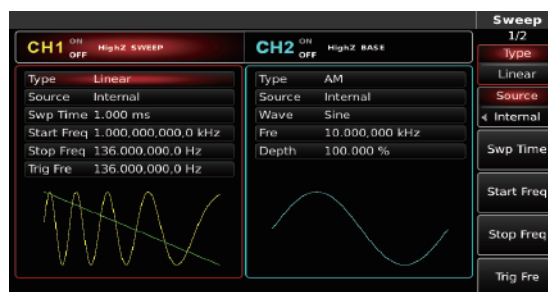 Sweep
1/2
CH1 ON OFF HighZ SWEEP
CH2 ON OFF HighZ BASE
Type
Linear
Source
Internal
Swp Time
Start Freq
Stop Freq
Trig Fre
Type Linear
Source Internal
Swp Time 1.000 ms
Start Freq 1.000,000,000,0 kHz
Stop Freq 136.000,000,0 Hz
Trig Fre 136.000,000,0 Hz
Type AM
Source Internal
Wave Sine
Fre 10.000,000 kHz
Depth 100.000 %